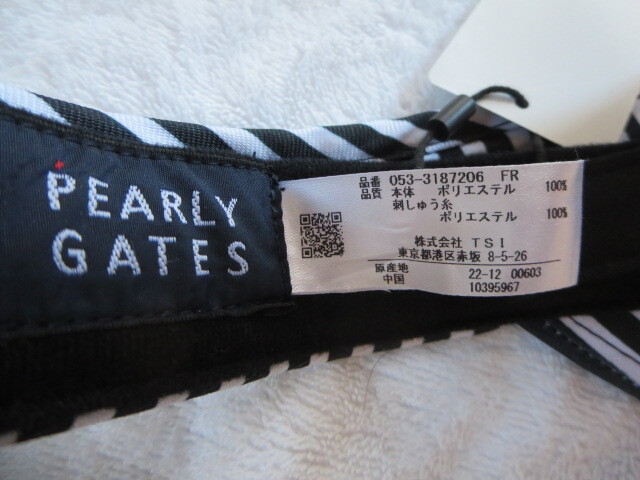 PEARLY
GATES
品番 053-3187206 FR
品質 本体 ポリエステル 100%
刺しゅう糸
ポリエステル 100%
株式会社 TSI
東京都港区赤坂 8-5-26
原産地 22-12 00603
中国 10395967